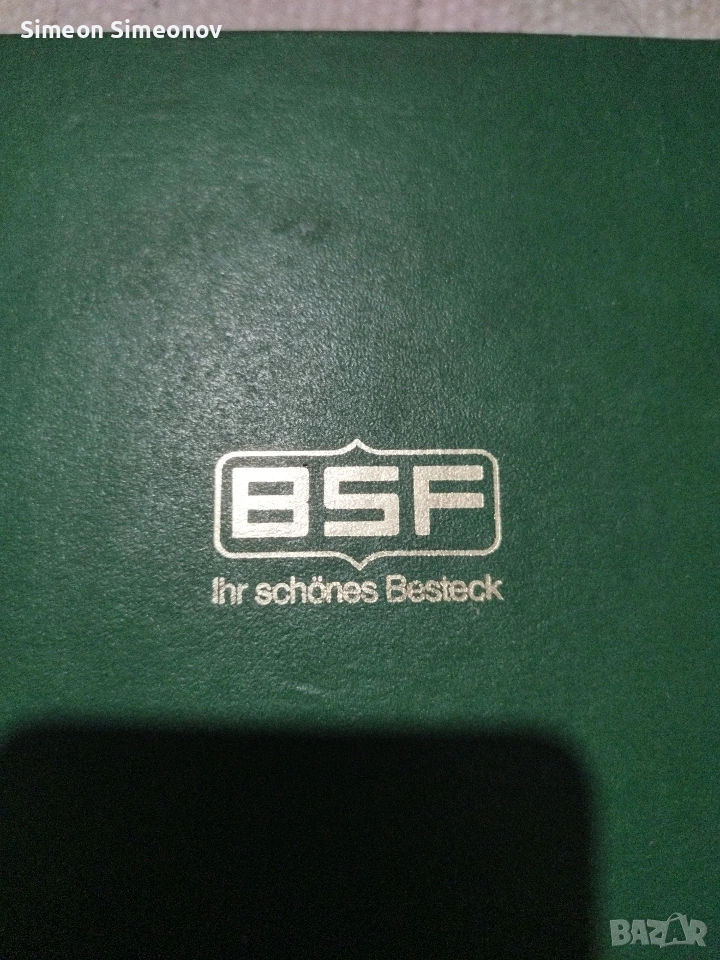 Simeon Simeonov
BSF
Ihr schönes Besteck
BAZAR